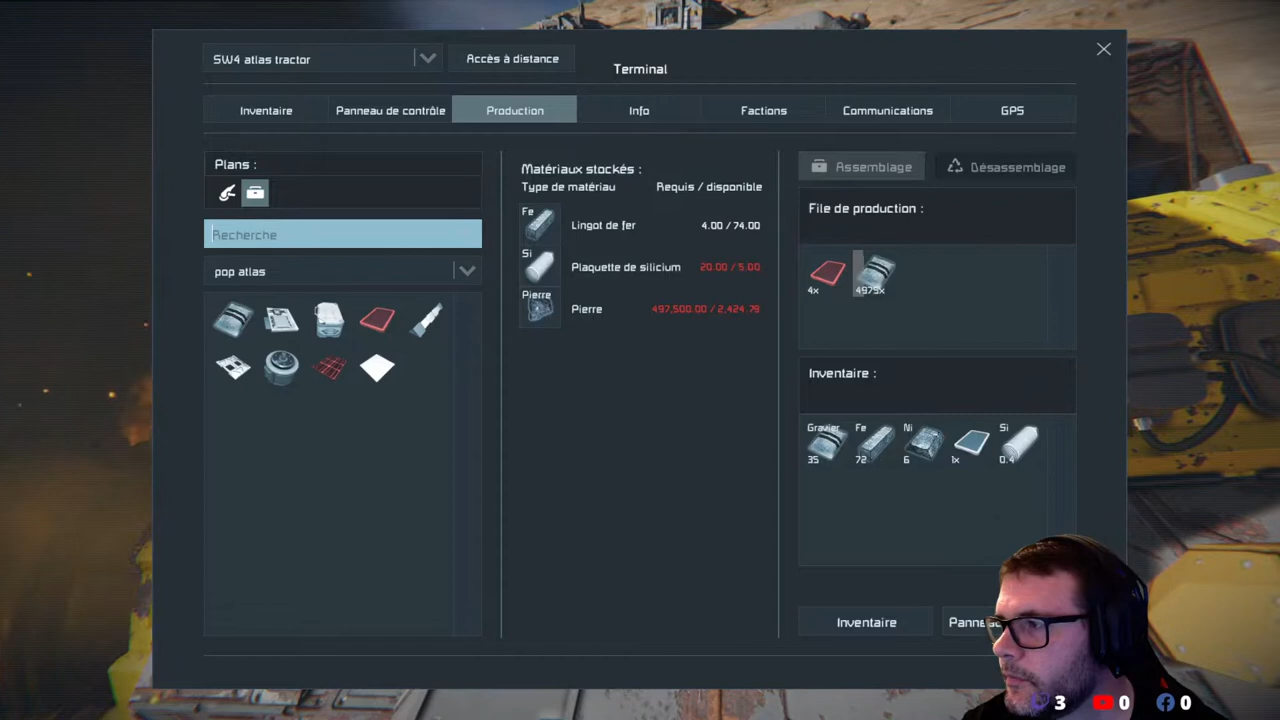 SW4 atlas tractor
Accès à distance
Terminal
Inventaire
Panneau de contrôle
Production
Info
Factions
Communications
GPS
Plans :
Recherche
pop atlas
Matériaux stockés :
Type de matériau
Requis / disponible
Fe
Lingot de fer
4.00 / 74.00
Si
Plaquette de silicium
20.00 / 5.00
Pierre
Pierre
497,500.00 / 2,424.79
Assemblage
Désassemblage
File de production :
4x
4975x
Inventaire :
Gravier
Fe
Ni
Si
35
72
6
1x
0.4
Inventaire
3
0
0